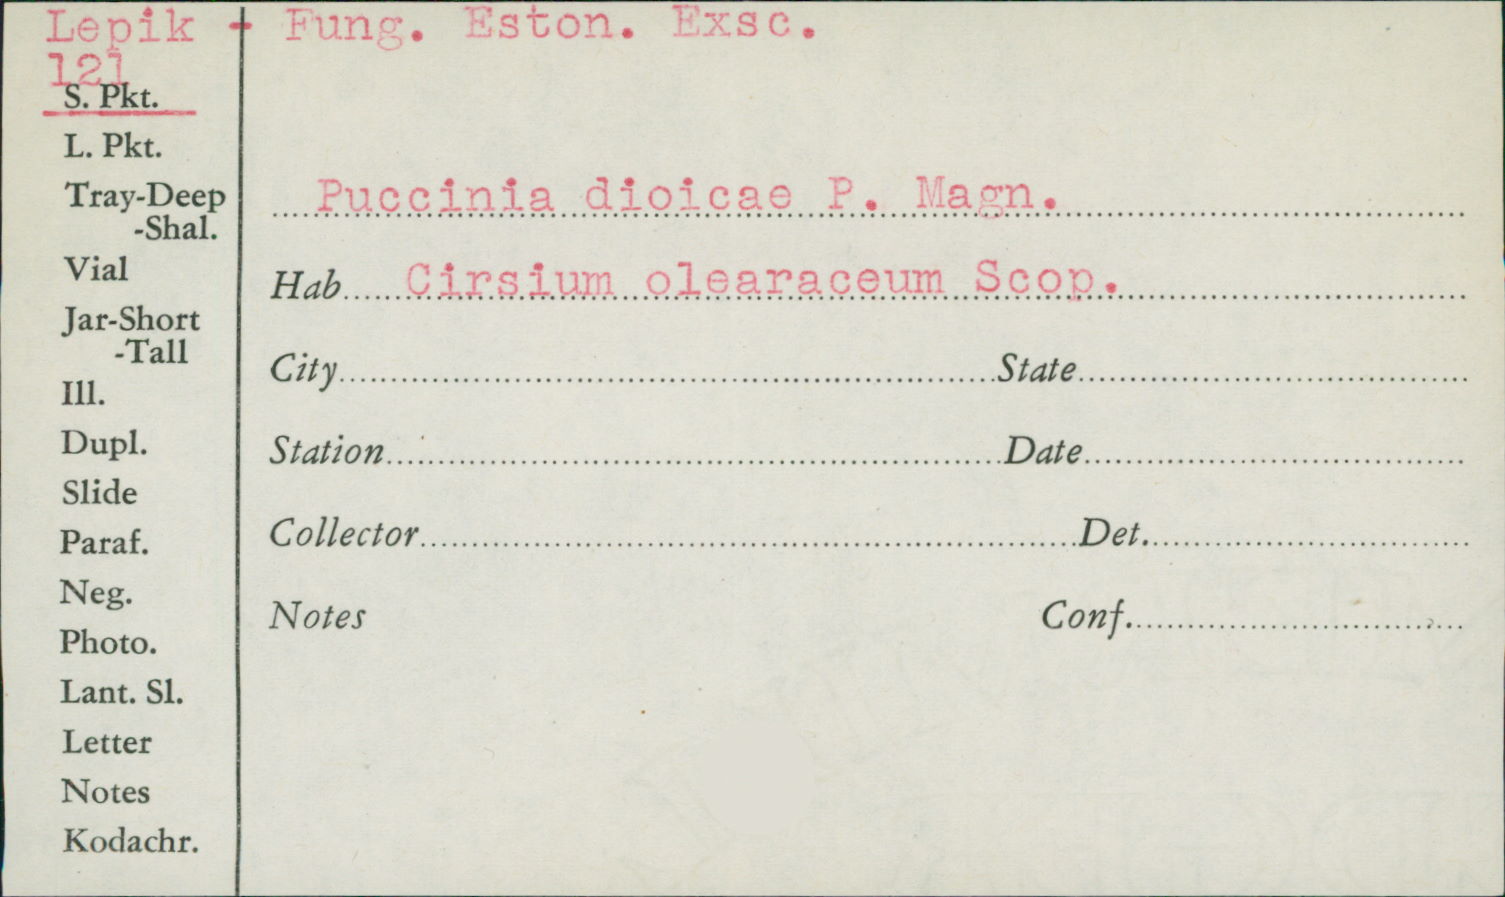 Lepik - Fung. Eston. Exsc.
121
S. Pkt.
L. Pkt.
Tray-Deep
-Shal.
Vial
Jar-Short
-Tall
Ill.
Dupl.
Slide
Paraf.
Neg.
Photo.
Lant. Sl.
Letter
Notes
Kodachr.
Puccinia dioicae P. Magn.
Hab. Cirsium olearaceum Scop.
City State
Station Date
Collector Det.
Notes Conf.